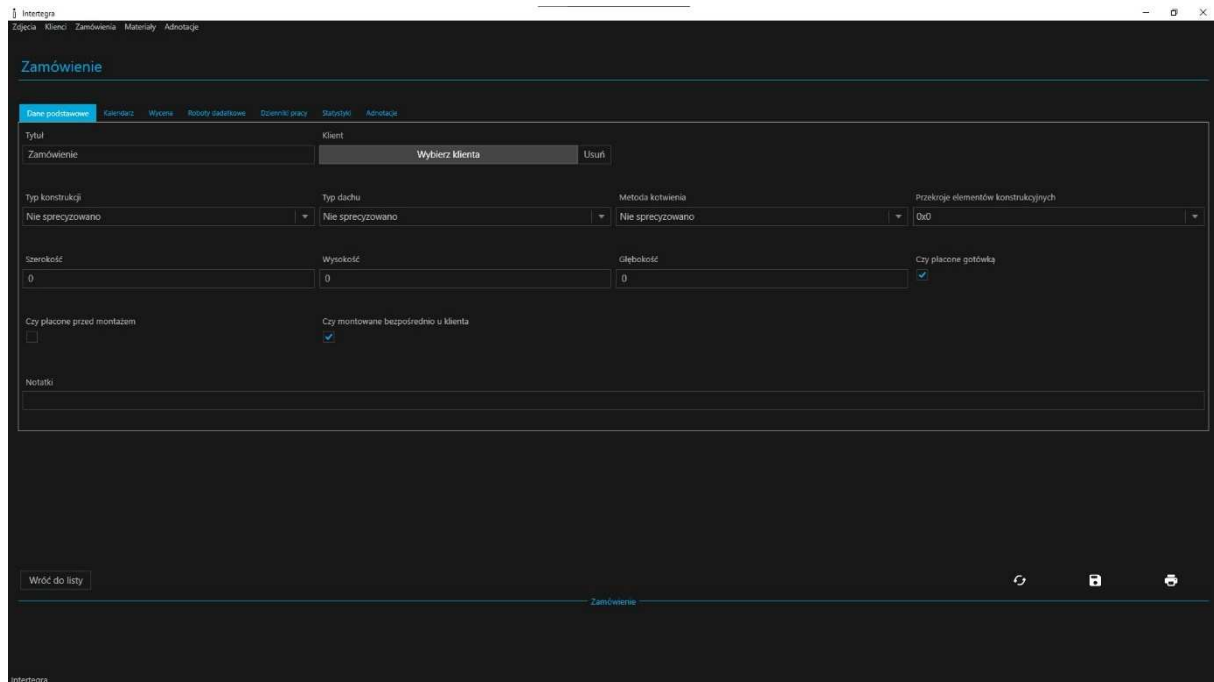 Intertegra
Zdjęcia Klienci Zamówienia Materiały Adnotacje
Zamówienie
Dane podstawowe Kalendarz Wycena Roboty dodatkowe Dzienniki pracy Statystyki Adnotacje
Tytuł Klient
Zamówienie Wybierz klienta Usuń
Typ konstrukcji Typ dachu Metoda kotwienia Przekroje elementów konstrukcyjnych
Nie sprecyzowano Nie sprecyzowano Nie sprecyzowano 0x0
Szerokość Wysokość Głębokość Czy płacone gotówką
0 0 0
Czy płacone przed montażem Czy montowane bezpośrednio u klienta
Notatki
Wróć do listy
Zamówienie
Intertegra